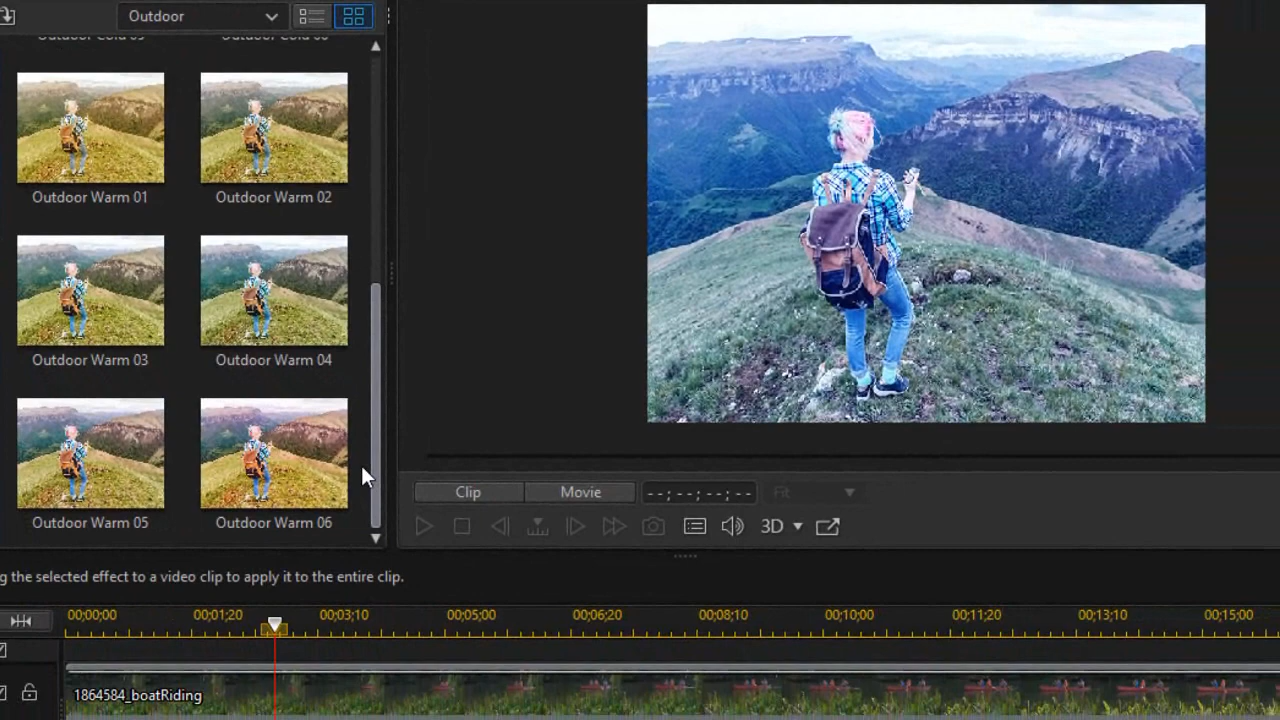 Outdoor
Outdoor Warm 01
Outdoor Warm 02
Outdoor Warm 03
Outdoor Warm 04
Outdoor Warm 05
Outdoor Warm 06
Clip
Movie
--;--;--;--
Fit
3D
g the selected effect to a video clip to apply it to the entire clip.
00;00;00 00;01;20 00;03;10 00;05;00 00;06;20 00;08;10 00;10;00 00;11;20 00;13;10 00;15;00
1864584_boatRiding